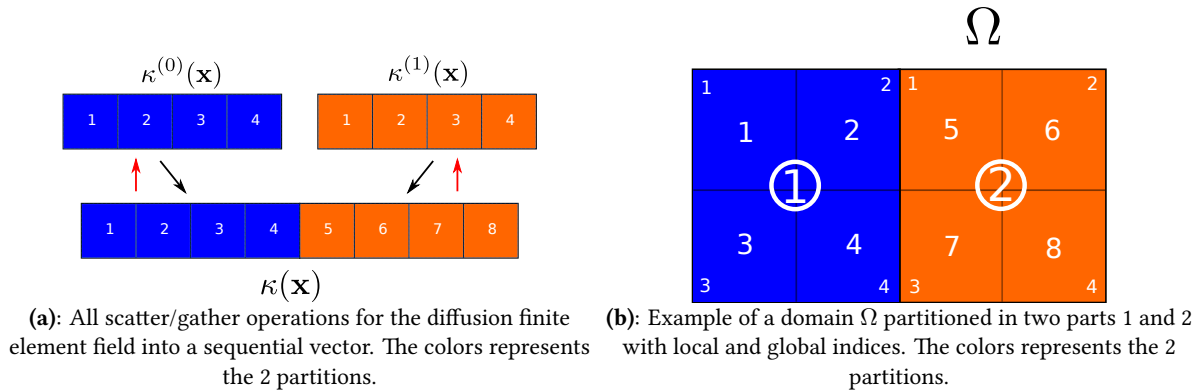 κ^(0)(x) κ^(1)(x)
1 2 3 4 1 2 3 4
1 2 3 4 5 6 7 8
κ(x)
(a): All scatter/gather operations for the diffusion finite
element field into a sequential vector. The colors represents
the 2 partitions.
Ω
1 2 1 2
1 2 5 6
1 2
3 4 7 8
3 4 3 4
(b): Example of a domain Ω partitioned in two parts 1 and 2
with local and global indices. The colors represents the 2
partitions.